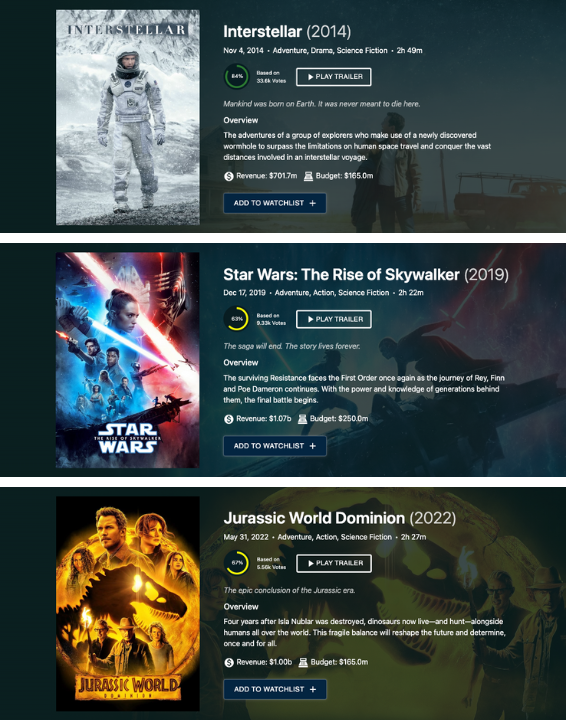 INTERSTELLAR
Interstellar (2014)
Nov 4, 2014 • Adventure, Drama, Science Fiction • 2h 49m
84%
Based on
33.6k Votes
PLAY TRAILER
Mankind was born on Earth. It was never meant to die here.
Overview
The adventures of a group of explorers who make use of a newly discovered
wormhole to surpass the limitations on human space travel and conquer the vast
distances involved in an interstellar voyage.
Revenue: $701.7m Budget: $165.0m
ADD TO WATCHLIST +
STAR
THE RISE OF SKYWALKER
WARS
Star Wars: The Rise of Skywalker (2019)
Dec 17, 2019 • Adventure, Action, Science Fiction • 2h 22m
63%
Based on
9.33k Votes
PLAY TRAILER
The saga will end. The story lives forever.
Overview
The surviving Resistance faces the First Order once again as the journey of Rey, Finn
and Poe Dameron continues. With the power and knowledge of generations behind
them, the final battle begins.
Revenue: $1.07b Budget: $250.0m
ADD TO WATCHLIST +
JURASSIC WORLD
DOMINION
Jurassic World Dominion (2022)
May 31, 2022 • Adventure, Action, Science Fiction • 2h 27m
67%
Based on
5.56k Votes
PLAY TRAILER
The epic conclusion of the Jurassic era.
Overview
Four years after Isla Nublar was destroyed, dinosaurs now live—and hunt—alongside
humans all over the world. This fragile balance will reshape the future and determine,
once and for all.
Revenue: $1.00b Budget: $165.0m
ADD TO WATCHLIST +